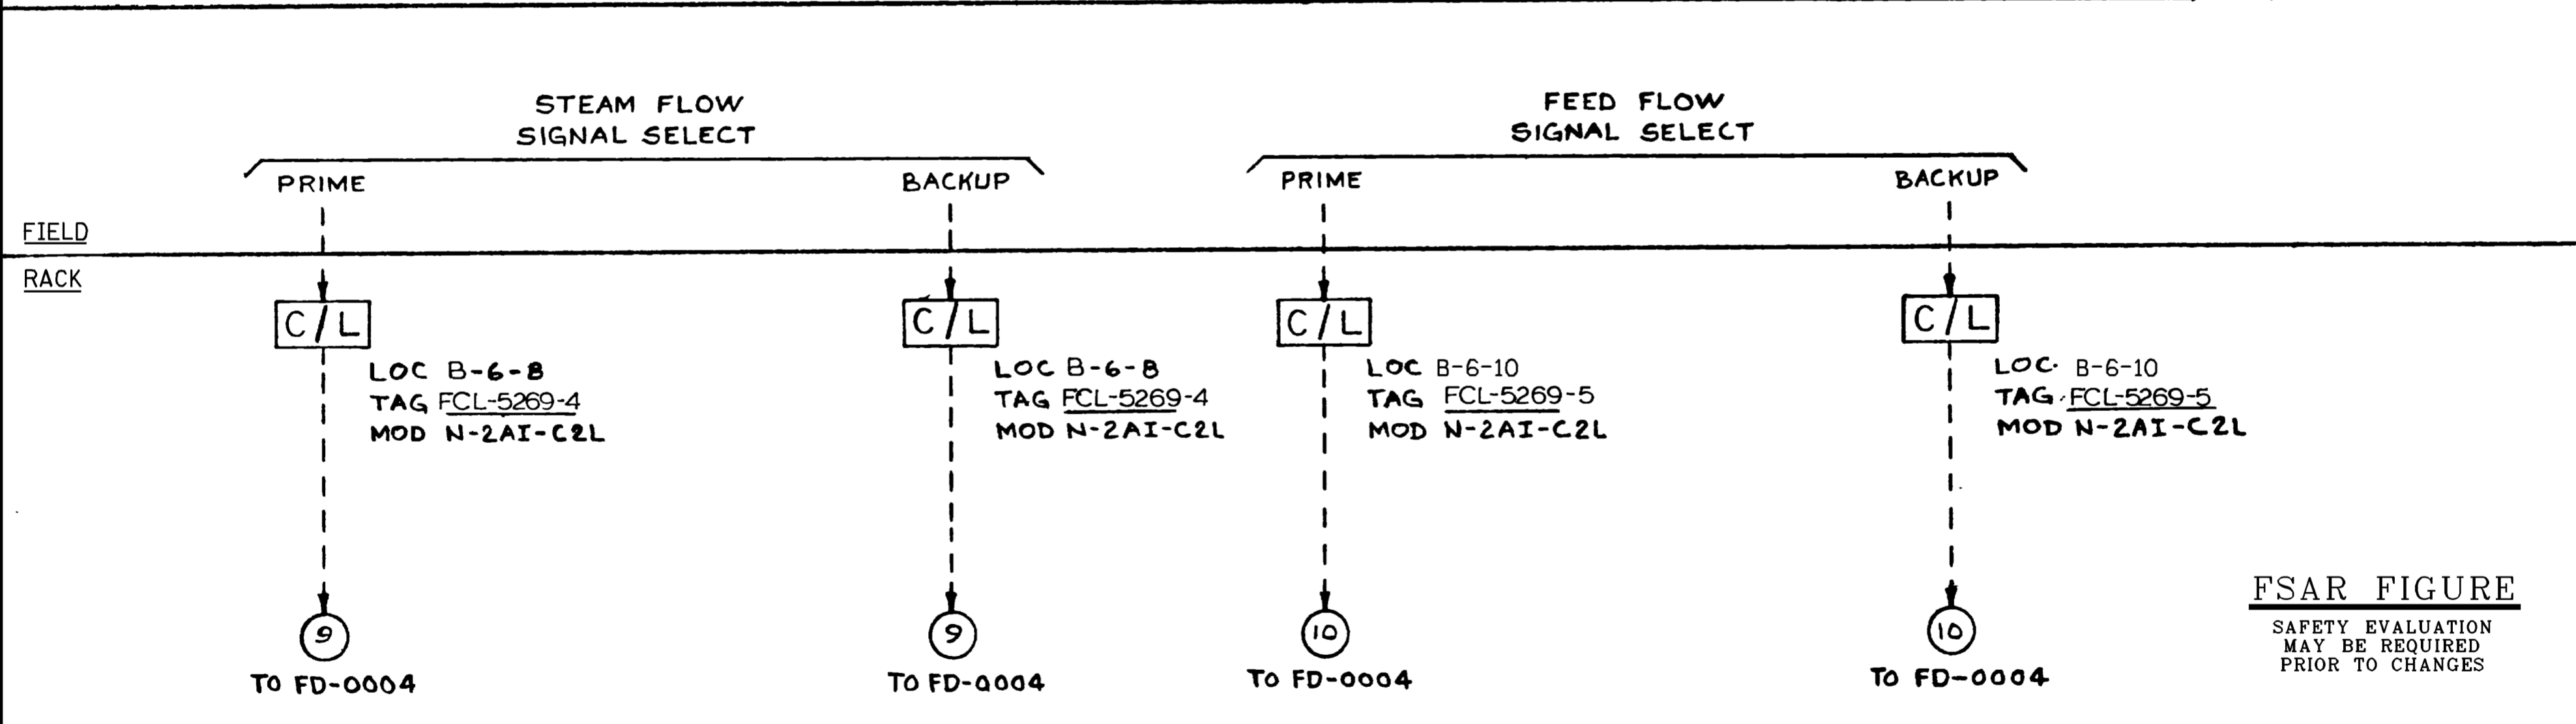 STEAM FLOW
SIGNAL SELECT
FEED FLOW
SIGNAL SELECT
PRIME
BACKUP
PRIME
BACKUP
FIELD
RACK
C/L
C/L
C/L
C/L
LOC B-6-8
TAG FCL-5269-4
MOD N-2AI-C2L
LOC B-6-8
TAG FCL-5269-4
MOD N-2AI-C2L
LOC B-6-10
TAG FCL-5269-5
MOD N-2AI-C2L
LOC. B-6-10
TAG FCL-5269-5
MOD N-2AI-C2L
9
TO FD-0004
9
TO FD-0004
10
TO FD-0004
10
TO FD-0004
FSAR FIGURE
SAFETY EVALUATION
MAY BE REQUIRED
PRIOR TO CHANGES